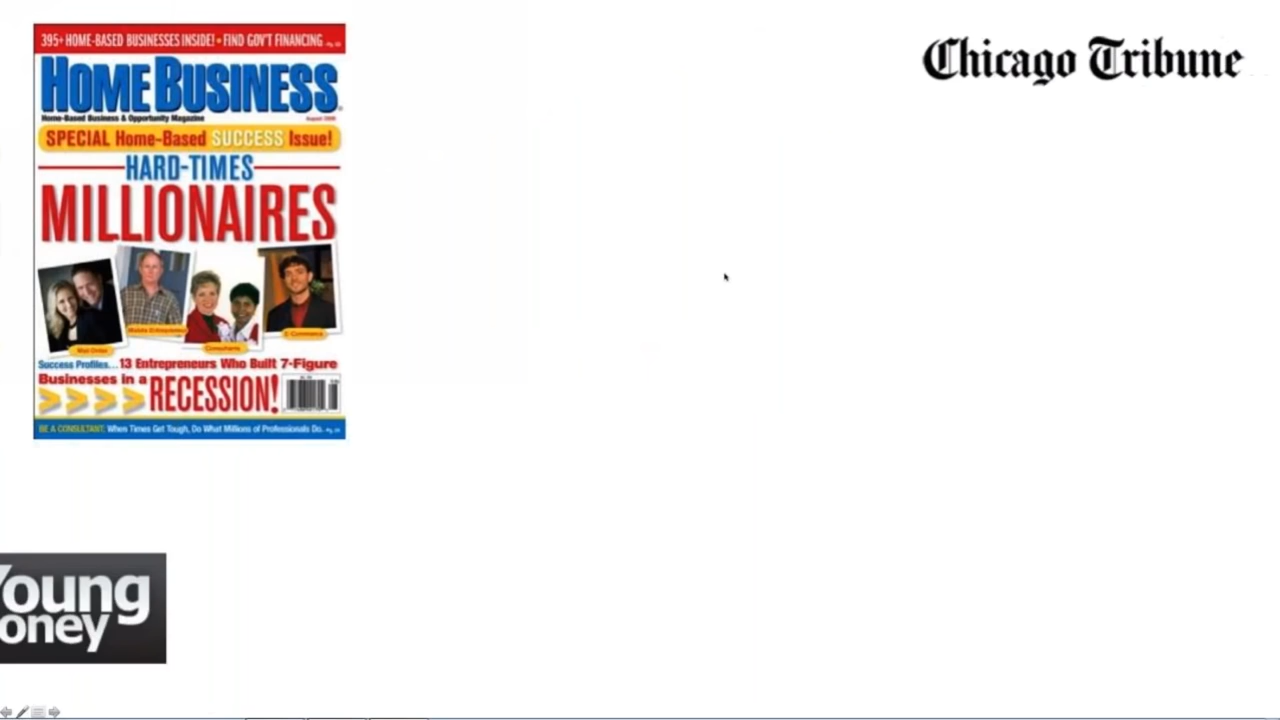 395+ HOME-BASED BUSINESSES INSIDE! • FIND GOV'T FINANCING
HOME BUSINESS
Home-Based Business & Opportunity Magazine
SPECIAL Home-Based SUCCESS Issue!
HARD-TIMES
MILLIONAIRES
Consultants
E-Commerce
Success Profiles... 13 Entrepreneurs Who Built 7-Figure
Businesses in a RECESSION!
BE A CONSULTANT: When Times Get Tough, Do What Millions of Professionals Do.
Chicago Tribune
Young
oney